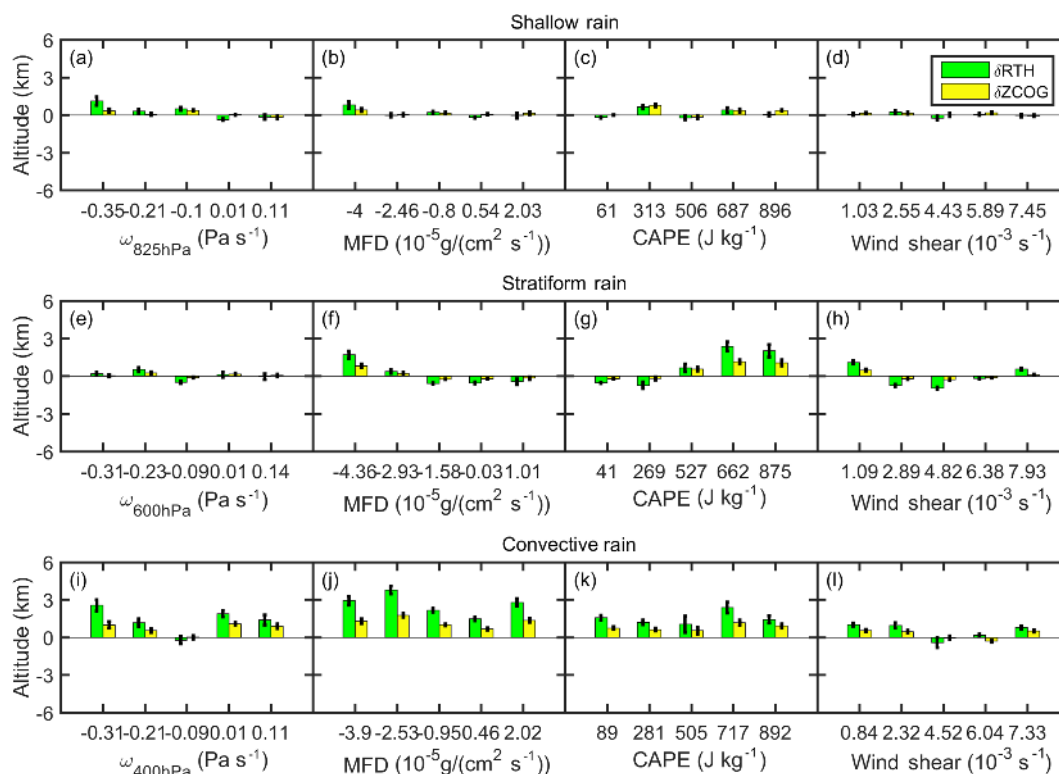 Shallow rain
6
3
0
-3
-6
Altitude (km)
(a)
(b)
(c)
(d)
δRTH
δZCOG
-0.35 -0.21 -0.1 0.01 0.11
-4 -2.46 -0.8 0.54 2.03
61 313 506 687 896
1.03 2.55 4.43 5.89 7.45
ω825hPa (Pa s-1)
MFD (10-5g/(cm2 s-1))
CAPE (J kg-1)
Wind shear (10-3 s-1)
Stratiform rain
6
3
0
-3
-6
Altitude (km)
(e)
(f)
(g)
(h)
-0.31 -0.23 -0.09 0.01 0.14
-4.36 -2.93 -1.58 -0.03 1.01
41 269 527 662 875
1.09 2.89 4.82 6.38 7.93
ω600hPa (Pa s-1)
MFD (10-5g/(cm2 s-1))
CAPE (J kg-1)
Wind shear (10-3 s-1)
Convective rain
6
3
0
-3
-6
Altitude (km)
(i)
(j)
(k)
(l)
-0.31 -0.21 -0.09 0.01 0.11
-3.9 -2.53 -0.95 0.46 2.02
89 281 505 717 892
0.84 2.32 4.52 6.04 7.33
ω400hPa (Pa s-1)
MFD (10-5g/(cm2 s-1))
CAPE (J kg-1)
Wind shear (10-3 s-1)